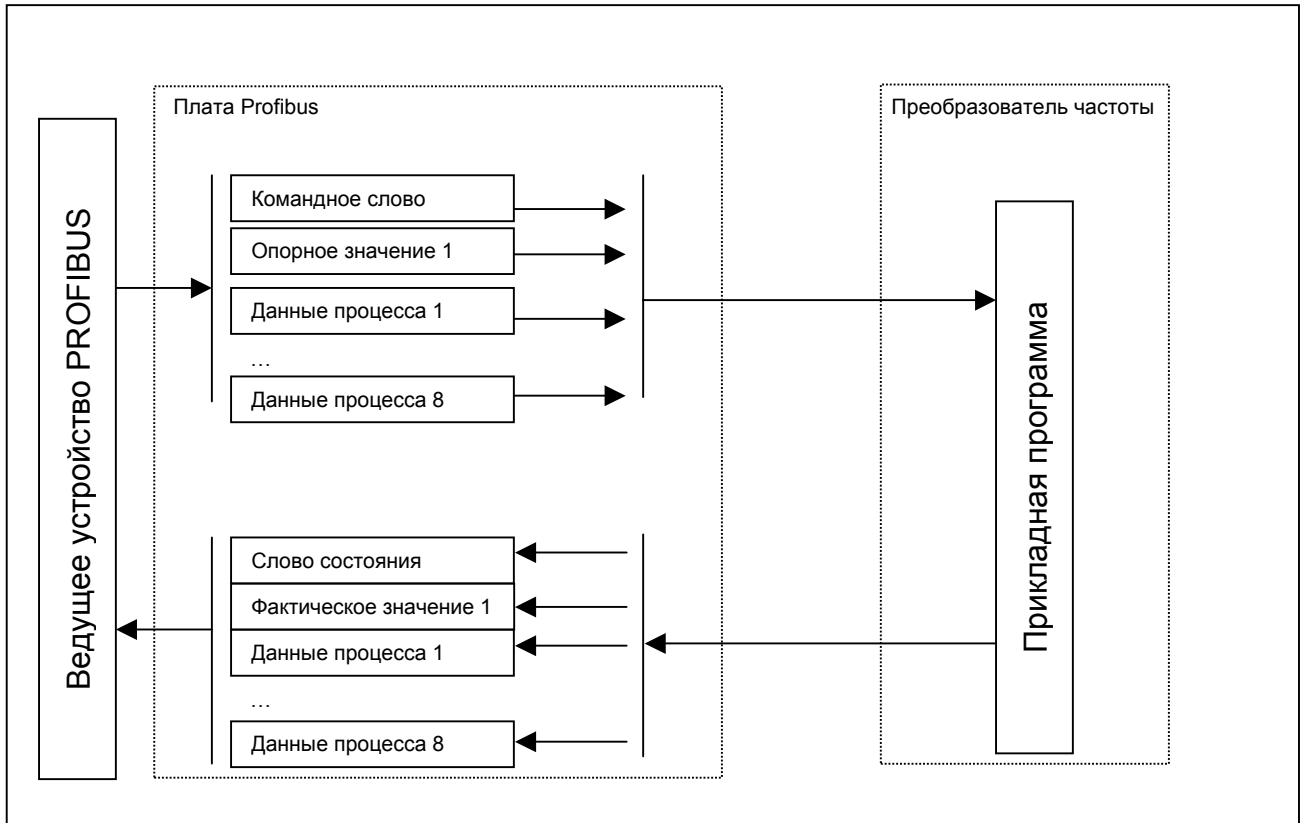 Плата Profibus
Преобразователь частоты
Ведущее устройство PROFIBUS
Командное слово
Опорное значение 1
Данные процесса 1
...
Данные процесса 8
Прикладная программа
Слово состояния
Фактическое значение 1
Данные процесса 1
...
Данные процесса 8